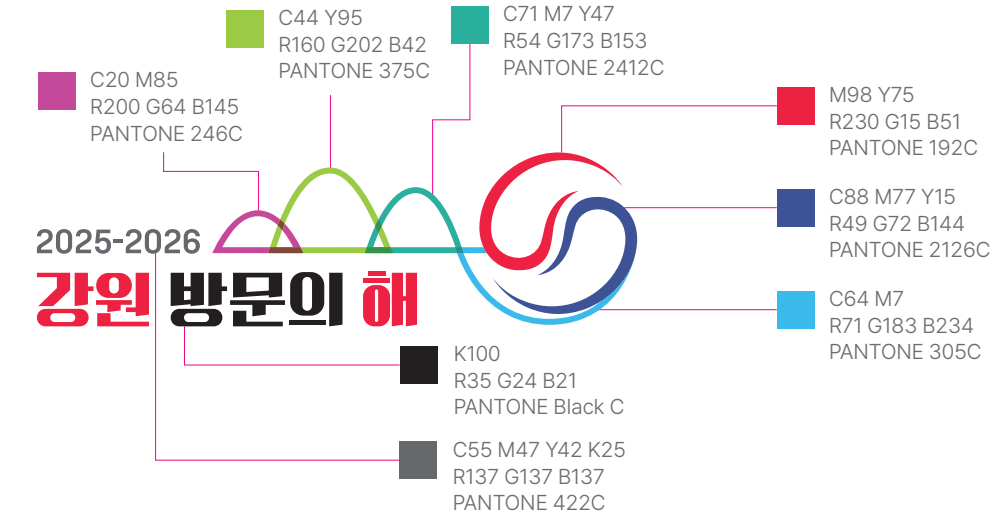 C44 Y95
R160 G202 B42
PANTONE 375C
C71 M7 Y47
R54 G173 B153
PANTONE 2412C
C20 M85
R200 G64 B145
PANTONE 246C
M98 Y75
R230 G15 B51
PANTONE 192C
C88 M77 Y15
R49 G72 B144
PANTONE 2126C
2025-2026
강원 방문의 해
C64 M7
R71 G183 B234
PANTONE 305C
K100
R35 G24 B21
PANTONE Black C
C55 M47 Y42 K25
R137 G137 B137
PANTONE 422C